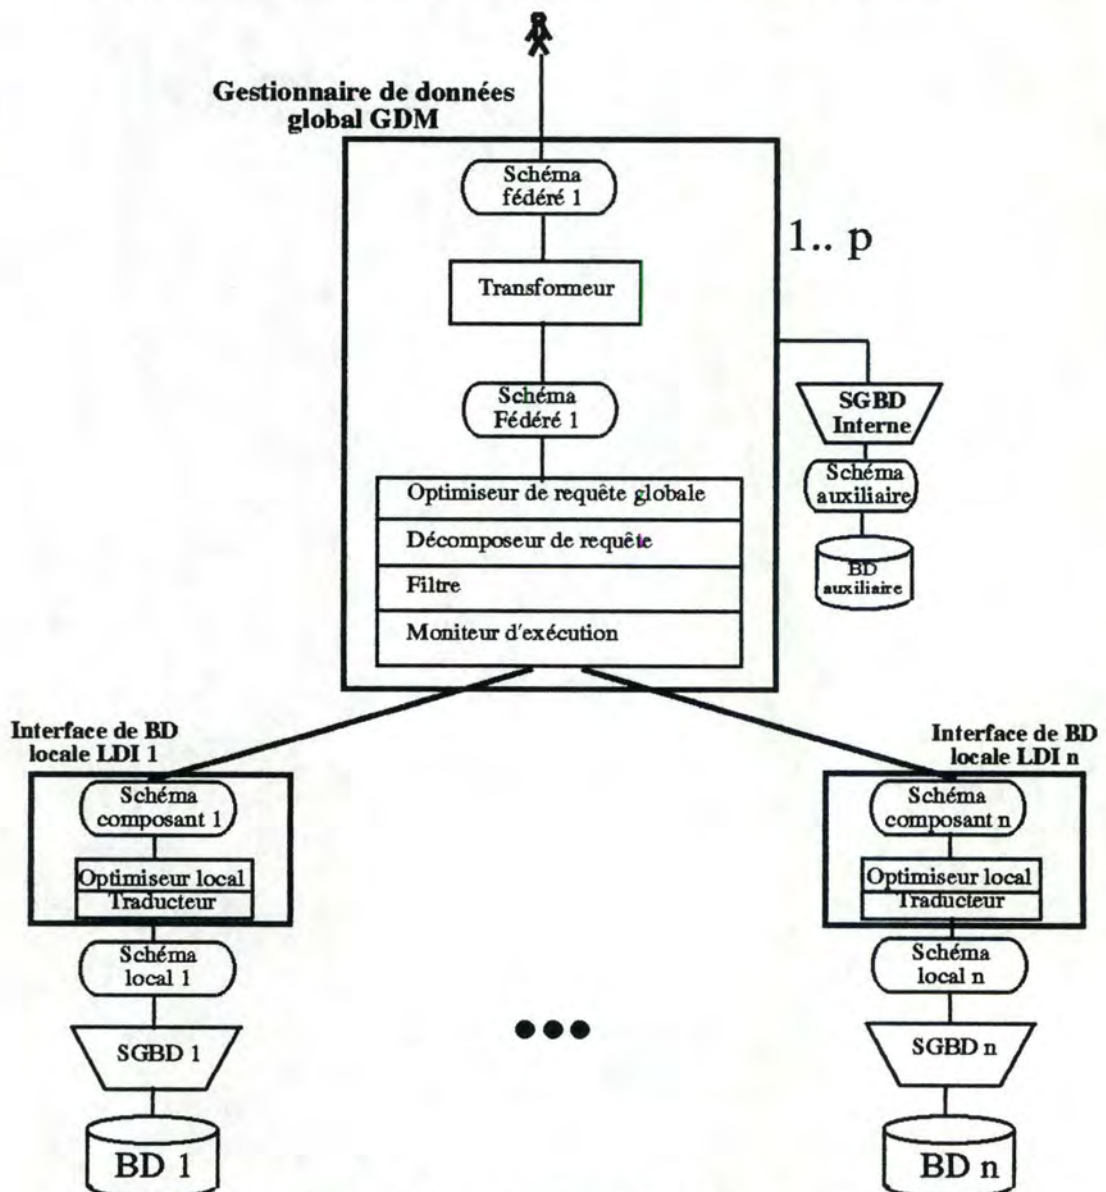 Gestionnaire de données
global GDM
Schéma
fédéré 1
1.. p
Transformeur
Schéma
Fédéré 1
SGBD
Interne
Schéma
auxiliaire
BD
auxiliaire
Optimiseur de requête globale
Décomposeur de requête
Filtre
Moniteur d'exécution
Interface de BD
locale LDI 1
Schéma
composant 1
Optimiseur local
Traducteur
Schéma
local 1
SGBD 1
BD 1
Interface de BD
locale LDI n
Schéma
composant n
Optimiseur local
Traducteur
Schéma
local n
SGBD n
BD n